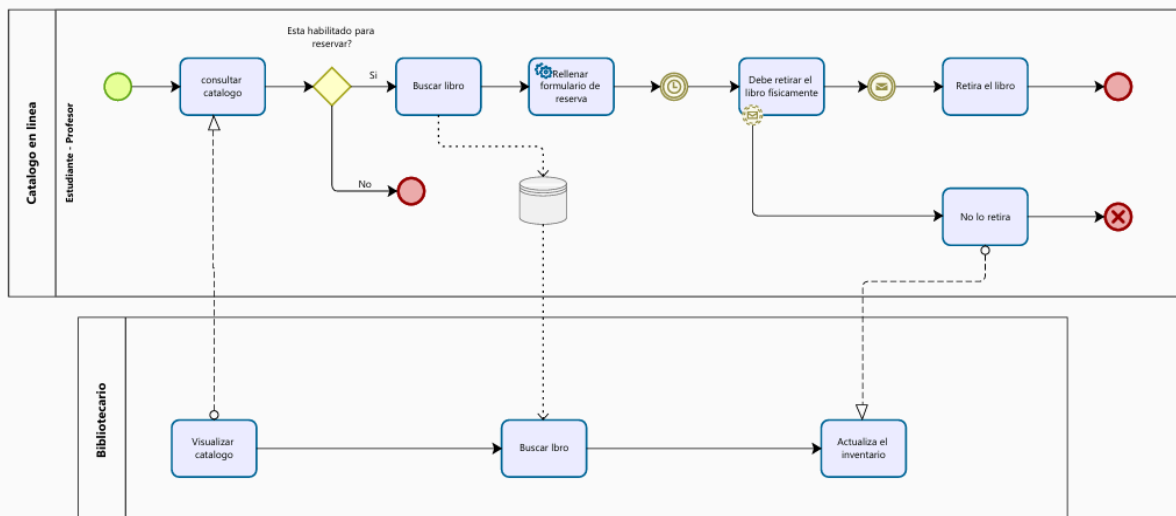 Catalogo en linea
Estudiante - Profesor
Esta habilitado para
reservar?
consultar
catalogo
Si
Buscar libro
Rellenar
formulario de
reserva
Debe retirar el
libro físicamente
Retira el libro
No
No lo retira
Bibliotecario
Visualizar
catalogo
Buscar lbro
Actualiza el
inventario